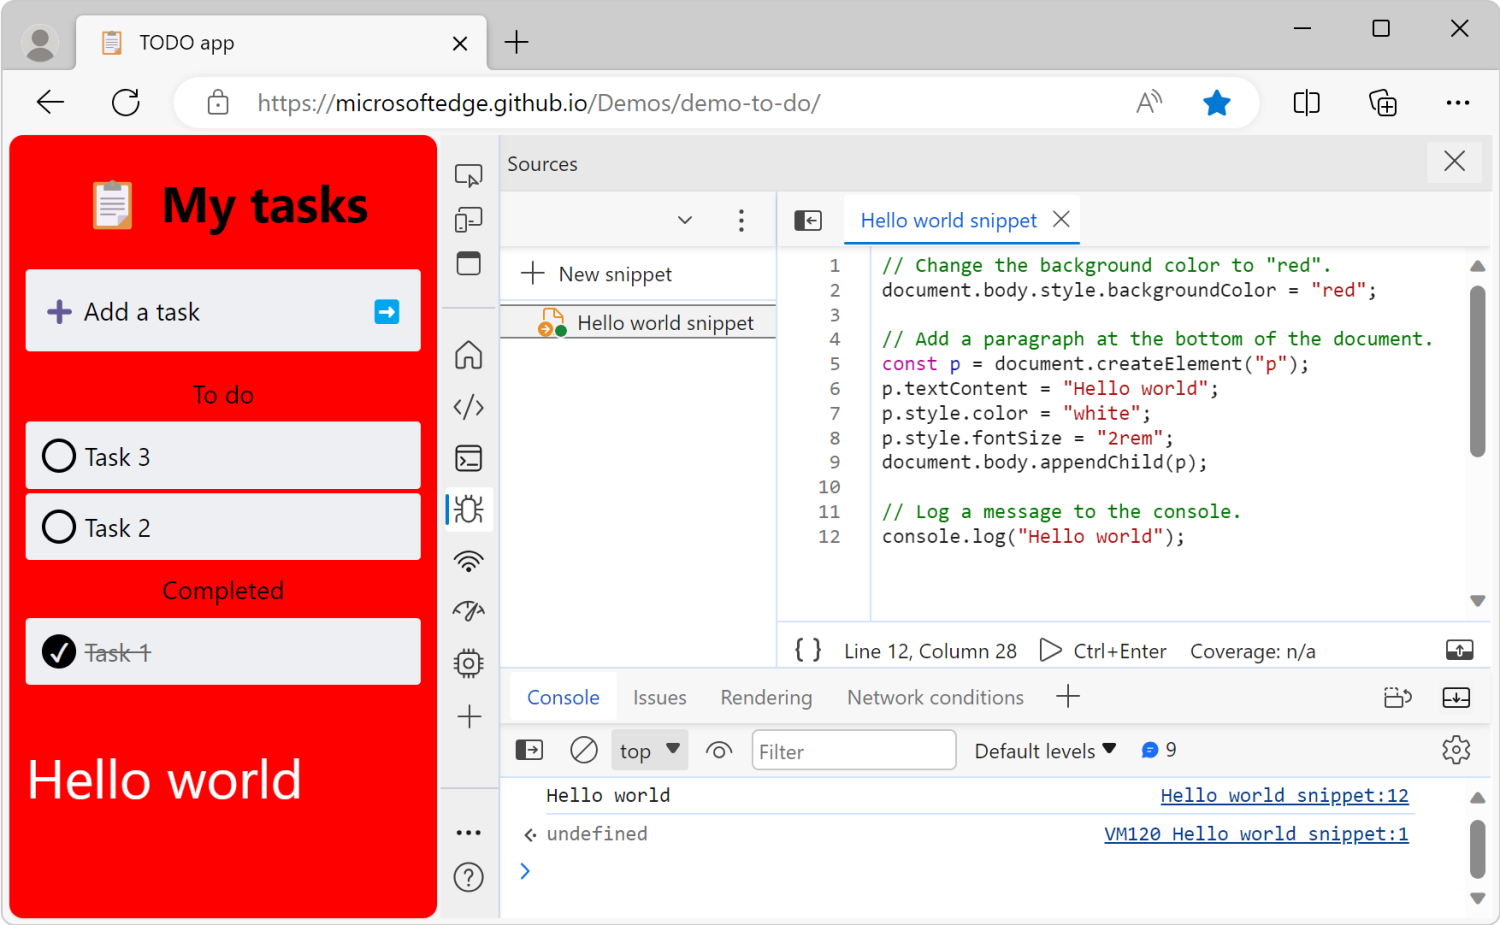 TODO app
https://microsoftedge.github.io/Demos/demo-to-do/
My tasks
Add a task
To do
Task 3
Task 2
Completed
Task 1
Hello world
Sources
New snippet
Hello world snippet
Hello world snippet
1 // Change the background color to "red".
2 document.body.style.backgroundColor = "red";
3
4 // Add a paragraph at the bottom of the document.
5 const p = document.createElement("p");
6 p.textContent = "Hello world";
7 p.style.color = "white";
8 p.style.fontSize = "2rem";
9 document.body.appendChild(p);
10
11 // Log a message to the console.
12 console.log("Hello world");
{ } Line 12, Column 28 Ctrl+Enter Coverage: n/a
Console Issues Rendering Network conditions
top Filter Default levels 9
Hello world Hello world snippet:12
undefined VM120 Hello world snippet:1